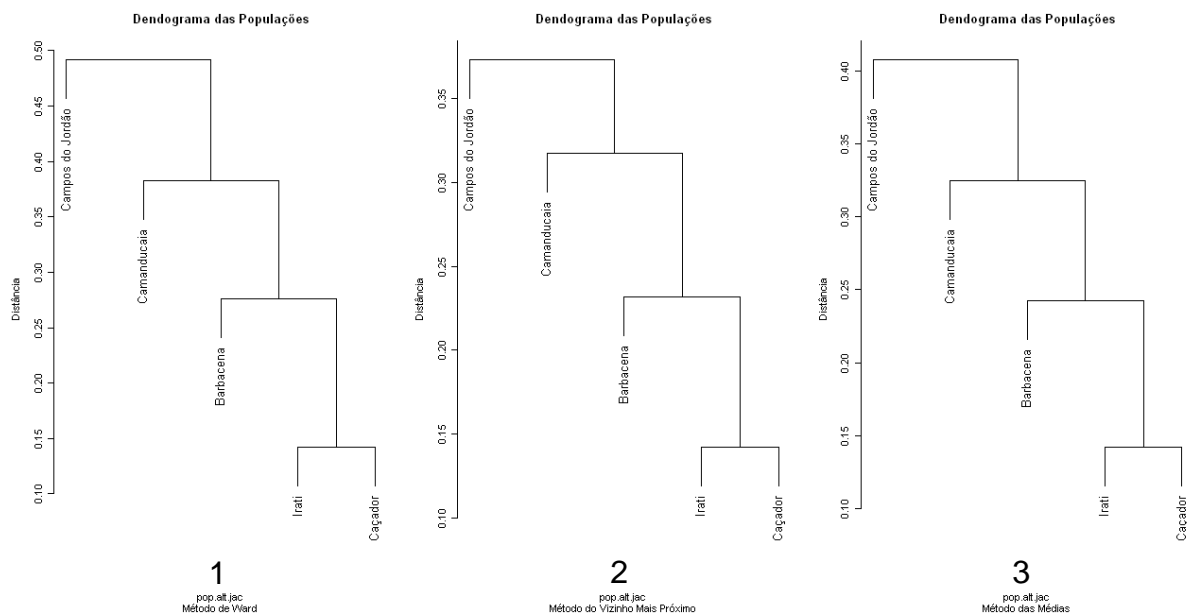 Dendograma das Populações
Distância
0.50
0.45
0.40
0.35
0.30
0.25
0.20
0.15
0.10
Campos do Jordão
Camanducaia
Barbacena
Irati
Caçador
1
pop.alt.jac
Método de Ward
Dendograma das Populações
Distância
0.35
0.30
0.25
0.20
0.15
0.10
Campos do Jordão
Camanducaia
Barbacena
Irati
Caçador
2
pop.alt.jac
Método do Vizinho Mais Próximo
Dendograma das Populações
Distância
0.40
0.35
0.30
0.25
0.20
0.15
0.10
Campos do Jordão
Camanducaia
Barbacena
Irati
Caçador
3
pop.alt.jac
Método das Médias